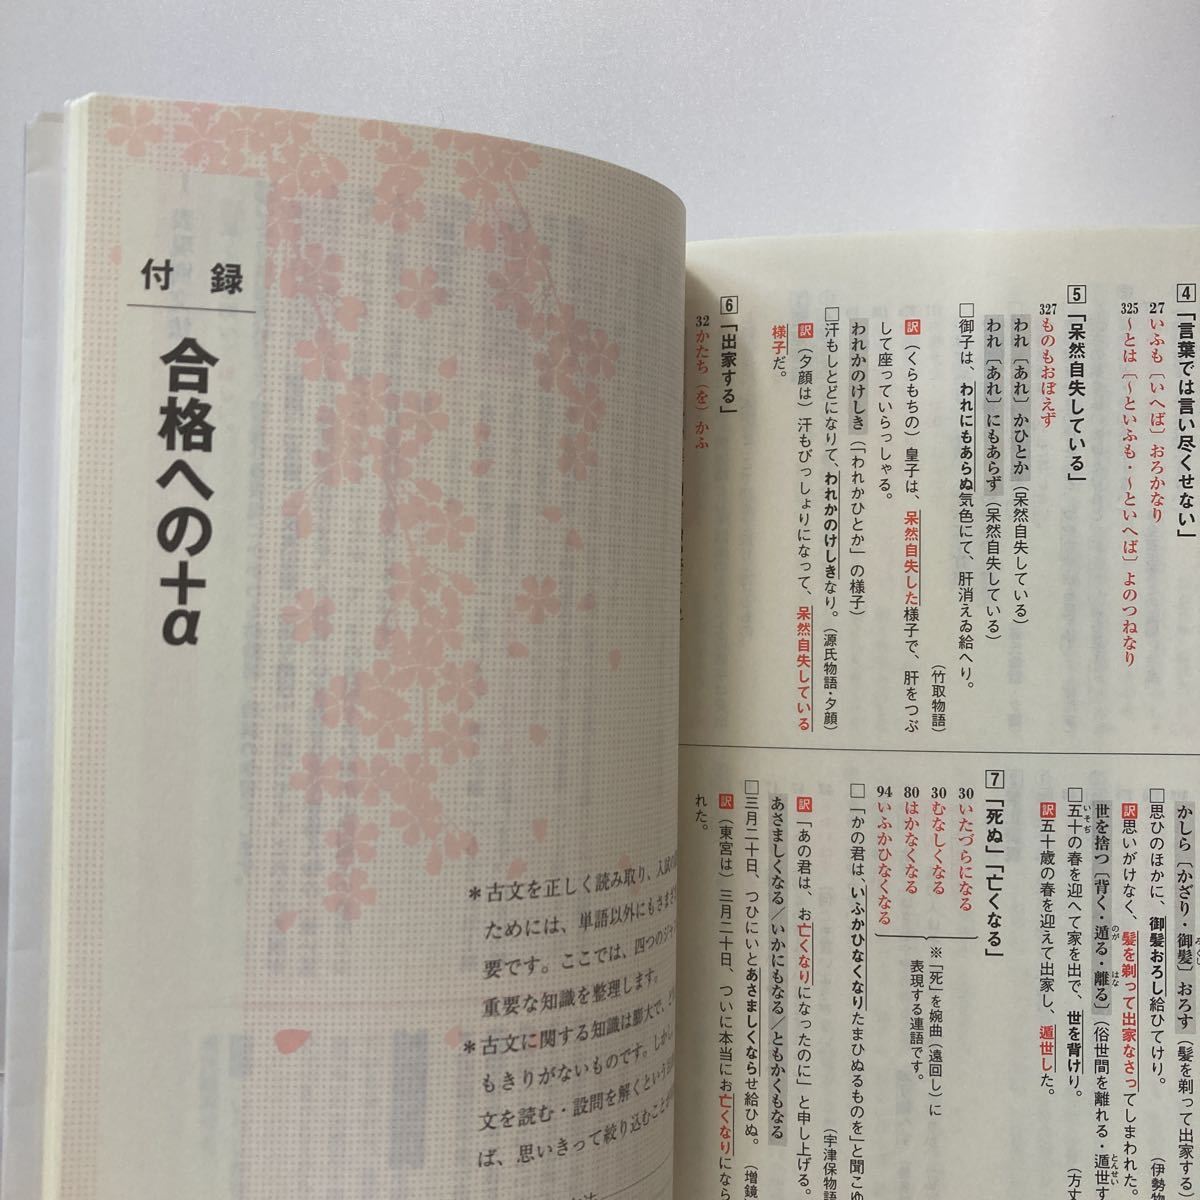 4「言葉では言い尽くせない」
27 いふも〔いへば〕おろかなり
325 〜とは〔〜といふも・〜といへば〕よのつねなり
5「呆然自失している」
327 ものもおぼえず
われ〔あれ〕かひとか（呆然自失している）
われ〔あれ〕にもあらず（呆然自失している）
□御子は、われにもあらぬ気色にて、肝消えゐ給へり。
（竹取物語）
訳（くらもちの）皇子は、呆然自失した様子で、肝をつぶ
して座っていらっしゃる。
われかのけしき（「われかひとか」の様子）
□汗もしとどになりて、われかのけしきなり。（源氏物語・夕顔）
訳（夕顔は）汗もびっしょりになって、呆然自失している
様子だ。
6「出家する」
32 かたち（を）かふ
かしら〔かざり・御髪〕おろす（髪を剃って出家する
□思ひのほかに、御髪おろし給ひてけり。
（伊勢物
訳 思いがけなく、髪を剃って出家なさってしまわれた。
世を捨つ〔背く・遁る・離る〕（俗世間を離れる・遁世す
□五十の春を迎へて家を出で、世を背けり。
（方丈
訳 五十歳の春を迎えて出家し、遁世した。
7「死ぬ」「亡くなる」
30 いたづらになる
30 むなしくなる
80 はかなくなる
94 いふかひなくなる
※「死」を婉曲（遠回し）に
表現する連語です。
□「かの君は、いふかひなくなりたまひぬるものを」と聞こゆ
（宇津保物語
訳「あの君は、お亡くなりになったのに」と申し上げる。
あさましくなる／いかにもなる／ともかくもなる
□三月二十日、つひにいとあさましくならせ給ひぬ。（増鏡
訳（東宮は）三月二十日、ついに本当にお亡くなりになら
れた。
付録
合格への＋α
＊古文を正しく読み取り、入試の
ためには、単語以外にもさまざ
要です。ここでは、四つのジャ
重要な知識を整理します。
＊古文に関する知識は膨大で、
もきりがないものです。しかし
文を読む・設問を解くという
ば、思いきって絞り込むことが